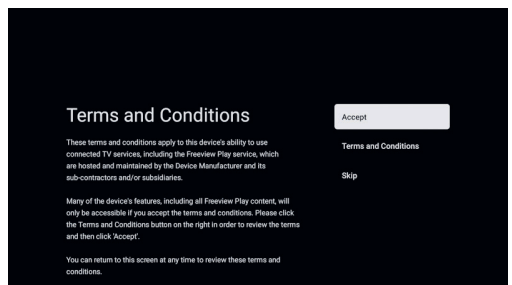 Terms and Conditions
These terms and conditions apply to this device's ability to use
connected TV services, including the Freeview Play service, which
are hosted and maintained by the Device Manufacturer and its
sub-contractors and/or subsidiaries.
Many of the device's features, including all Freeview Play content, will
only be accessible if you accept the terms and conditions. Please click
the Terms and Conditions button on the right in order to review the terms
and then click 'Accept'.
You can return to this screen at any time to review these terms and
conditions.
Accept
Terms and Conditions
Skip